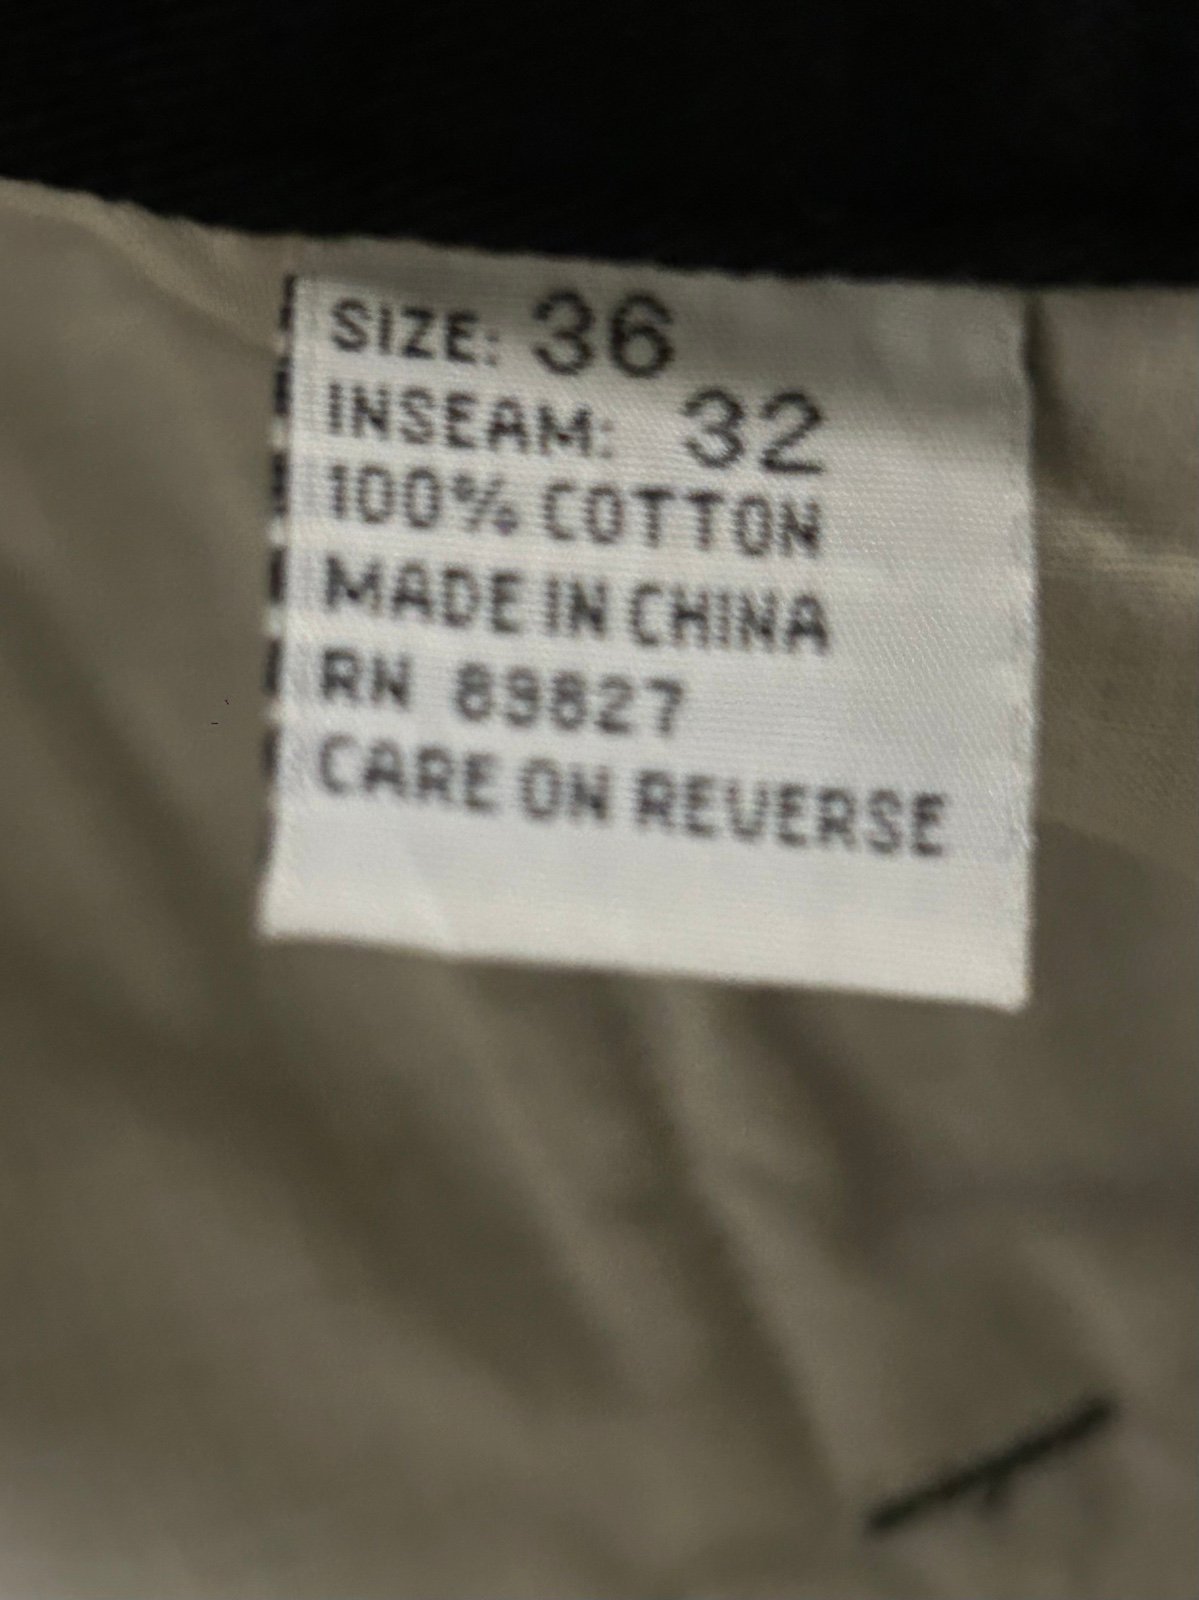 SIZE: 36
INSEAM: 32
100% COTTON
MADE IN CHINA
RN 89827
CARE ON REVERSE